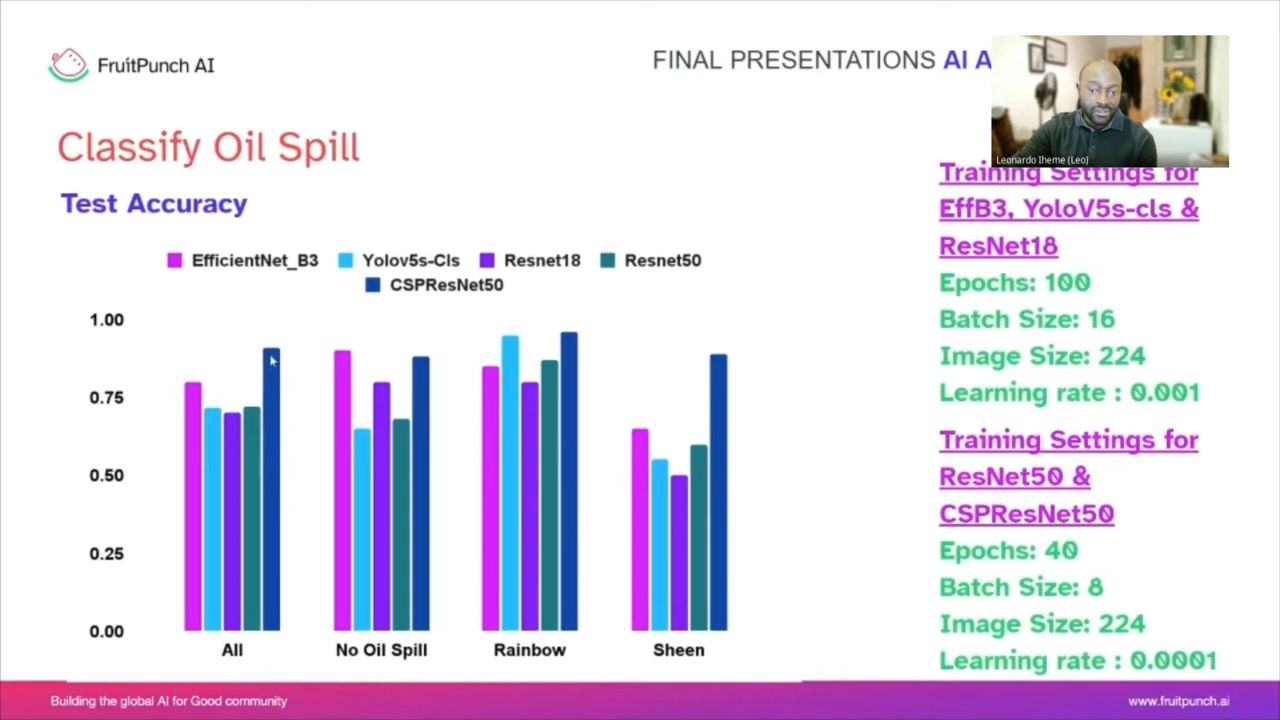 FruitPunch AI
FINAL PRESENTATIONS AI A
Leonardo Iheme (Leo)
Classify Oil Spill
Test Accuracy
EfficientNet_B3 Yolov5s-Cls Resnet18 Resnet50
CSPResNet50
1.00
0.75
0.50
0.25
0.00
All No Oil Spill Rainbow Sheen
Training Settings for
EffB3, YoloV5s-cls &
ResNet18
Epochs: 100
Batch Size: 16
Image Size: 224
Learning rate : 0.001
Training Settings for
ResNet50 &
CSPResNet50
Epochs: 40
Batch Size: 8
Image Size: 224
Learning rate : 0.0001
Building the global AI for Good community
www.fruitpunch.ai